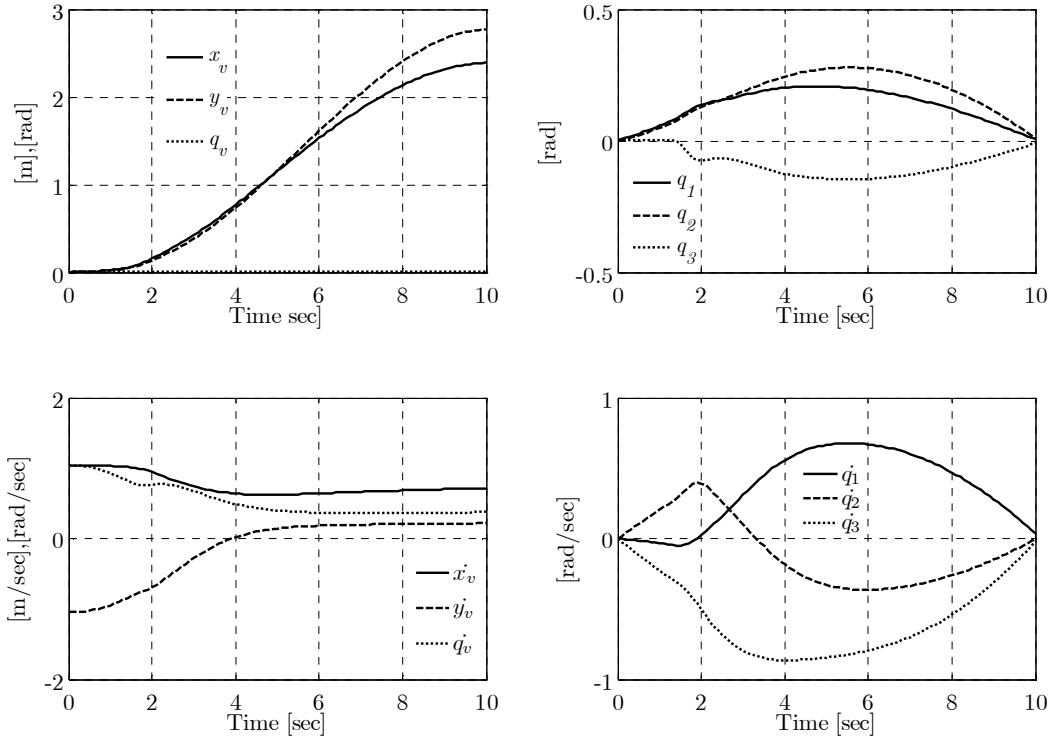 3
2
1
0
[m],[rad]
x_v
y_v
q_v
0 2 4 6 8 10
Time sec]
0.5
0
-0.5
[rad]
q_1
q_2
q_3
0 2 4 6 8 10
Time [sec]
2
0
-2
[m/sec],[rad/sec]
ẋ_v
ẏ_v
q̇_v
0 2 4 6 8 10
Time [sec]
1
0
-1
[rad/sec]
q̇_1
q̇_2
q̇_3
0 2 4 6 8 10
Time [sec]